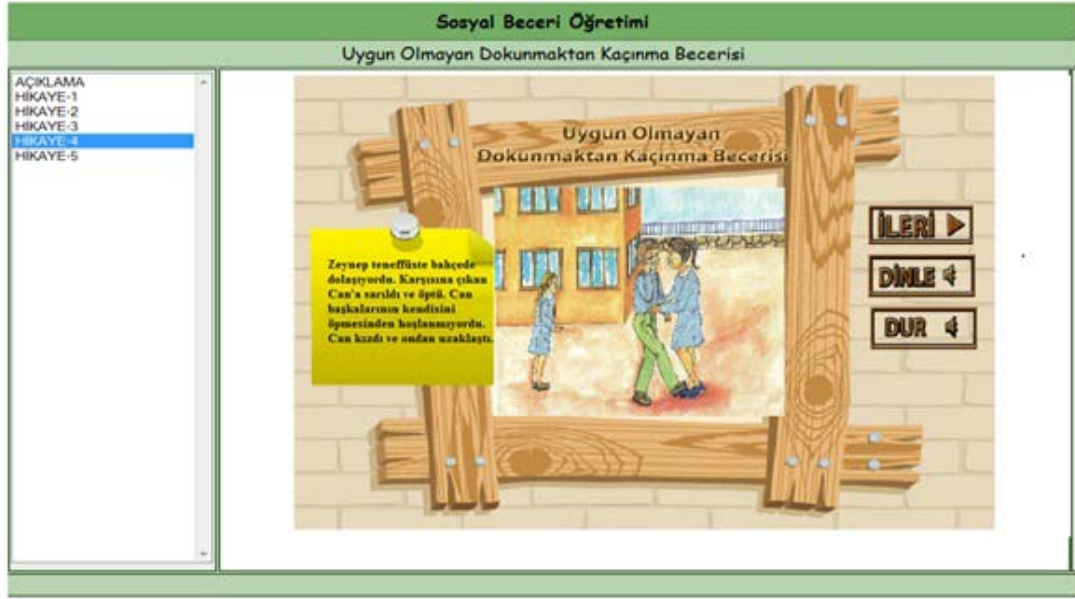 Sosyal Beceri Öğretimi
Uygun Olmayan Dokunmaktan Kaçınma Becerisi
AÇIKLAMA
HİKAYE-1
HİKAYE-2
HİKAYE-3
HİKAYE-4
HİKAYE-5
Uygun Olmayan
Dokunmaktan Kaçınma Becerisi
Zeynep teneffüste bahçede
dolaşıyordu. Karşısına çıkan
Can'a sarıldı ve öptü. Can
başkalarının kendisini
öpmesinden hoşlanmıyordu.
Can kızdı ve ondan uzaklaştı.
İLERİ
DİNLE
DUR